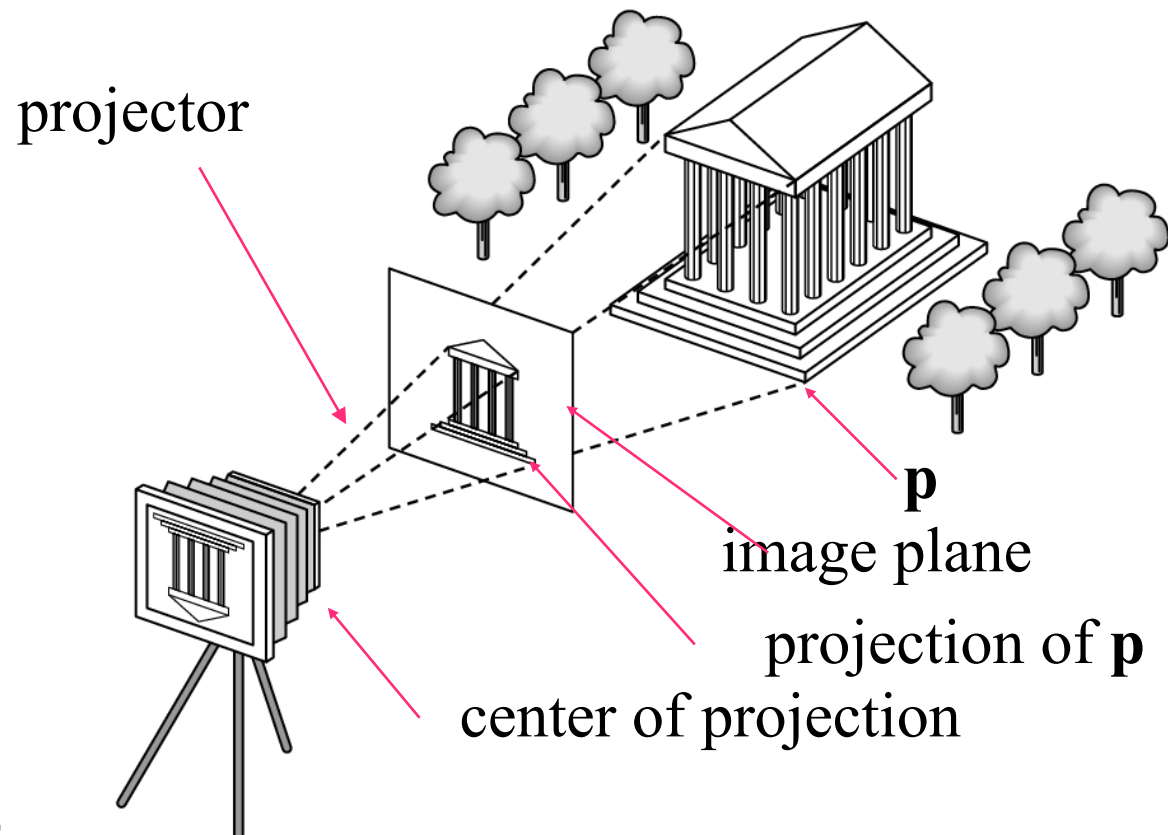 projector
p
image plane
projection of p
center of projection